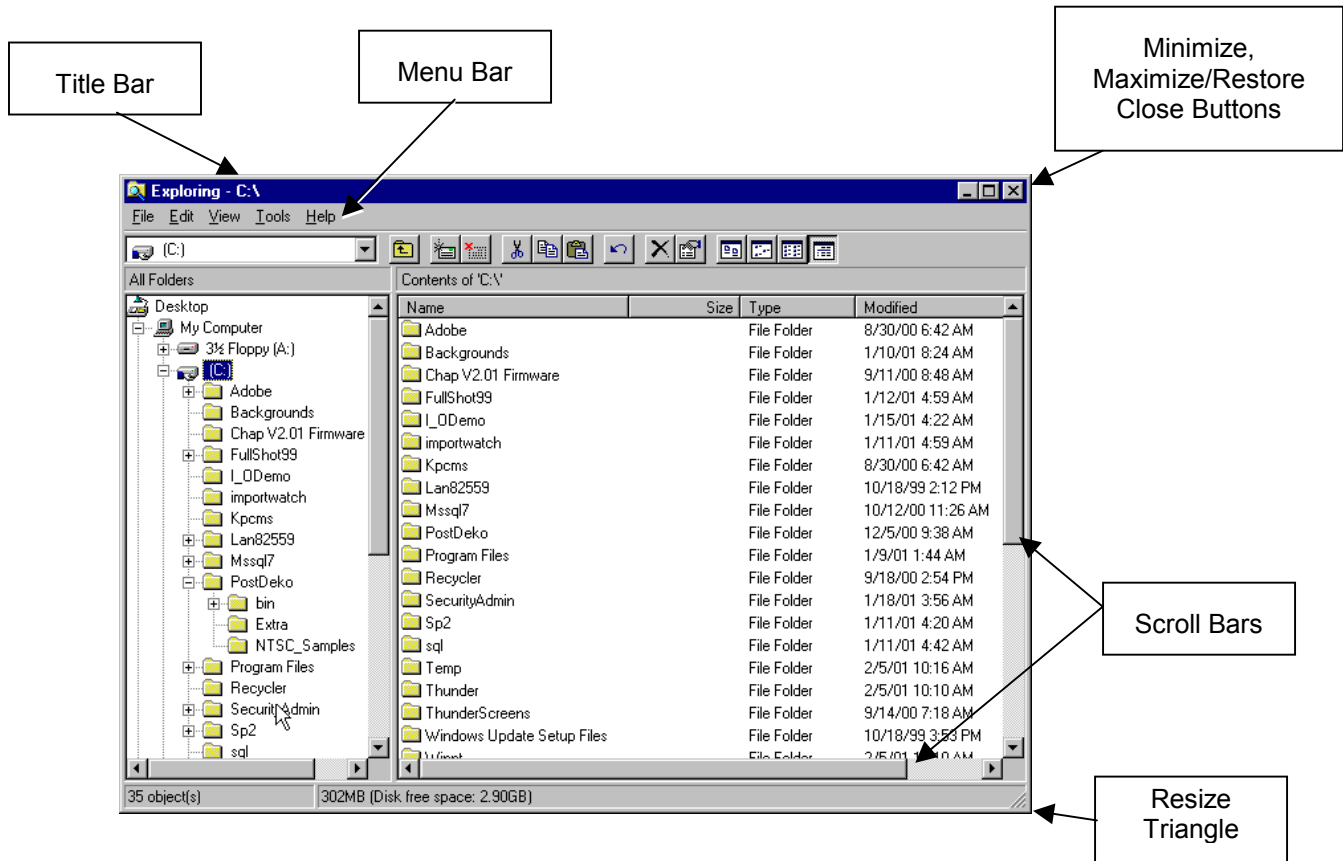 Title Bar
Menu Bar
Minimize,
Maximize/Restore
Close Buttons
Exploring - C:\
File Edit View Tools Help
(C:)
All Folders
Contents of 'C:\'
Desktop
My Computer
3½ Floppy (A:)
(C:)
Adobe
Backgrounds
Chap V2.01 Firmware
FullShot99
I_ODemo
importwatch
Kpcms
Lan82559
Mssql7
PostDeko
bin
Extra
NTSC_Samples
Program Files
Recycler
SecurityAdmin
Sp2
sql
Name Size Type Modified
Adobe File Folder 8/30/00 6:42 AM
Backgrounds File Folder 1/10/01 8:24 AM
Chap V2.01 Firmware File Folder 9/11/00 8:48 AM
FullShot99 File Folder 1/12/01 4:59 AM
I_ODemo File Folder 1/15/01 4:22 AM
importwatch File Folder 1/11/01 4:59 AM
Kpcms File Folder 8/30/00 6:42 AM
Lan82559 File Folder 10/18/99 2:12 PM
Mssql7 File Folder 10/12/00 11:26 AM
PostDeko File Folder 12/5/00 9:38 AM
Program Files File Folder 1/9/01 1:44 AM
Recycler File Folder 9/18/00 2:54 PM
SecurityAdmin File Folder 1/18/01 3:56 AM
Sp2 File Folder 1/11/01 4:20 AM
sql File Folder 1/11/01 4:42 AM
Temp File Folder 2/5/01 10:16 AM
Thunder File Folder 2/5/01 10:10 AM
ThunderScreens File Folder 9/14/00 7:18 AM
Windows Update Setup Files File Folder 10/18/99 3:53 PM
File Folder
35 object(s) 302MB (Disk free space: 2.90GB)
Scroll Bars
Resize
Triangle